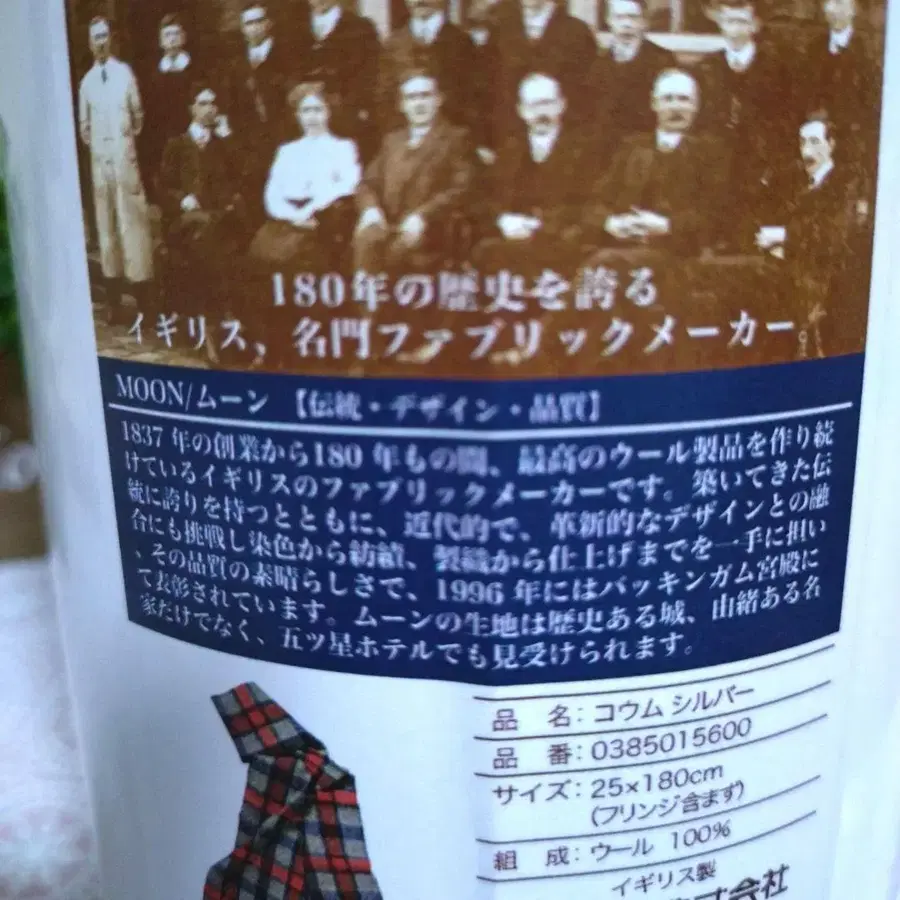 180年の歴史を誇る
イギリス，名門ファブリックメーカー。
MOON/ムーン 【伝統・デザイン・品質】
1837 年の創業から180 年もの間、最高のウール製品を作り続
けているイギリスのファブリックメーカーです。築いてきた伝
統に誇りを持つとともに、近代的で、革新的なデザインとの融
合にも挑戦し染色から紡績、製織から仕上げまでを一手に担い
、その品質の素晴らしさで、1996 年にはバッキンガム宮殿に
て表彰されています。ムーンの生地は歴史ある城、由緒ある名
家だけでなく、五ツ星ホテルでも見受けられます。
品 名：コウム シルバー
品 番：0385015600
サイズ：25×180cm
（フリンジ含まず）
組 成：ウール 100%
イギリス製
式会社